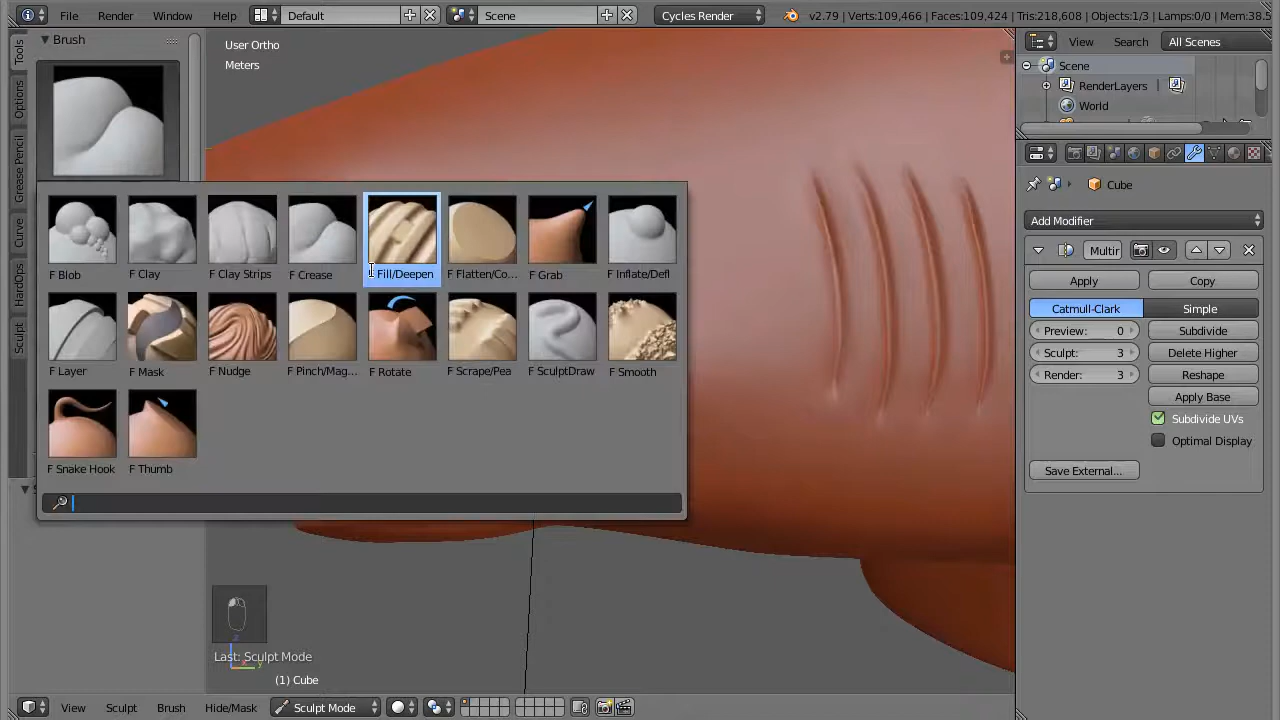 File Render Window Help Default Scene Cycles Render v2.79 | Verts:109,466 | Faces:109,424 | Tris:218,608 | Objects:1/3 | Lamps:0/0 | Mem:38.5
Brush
User Ortho
Meters
View Search All Scenes
Scene
RenderLayers
World
Tools
Options
Grease Pencil
Curve
HardOps
Sculpt
Cube
Add Modifier
Multir
Apply Copy
Catmull-Clark Simple
Preview: 0 Subdivide
Sculpt: 3 Delete Higher
Render: 3 Reshape
Apply Base
Subdivide UVs
Optimal Display
Save External...
F Blob F Clay F Clay Strips F Crease Fill/Deepen F Flatten/Co... F Grab F Inflate/Defl
F Layer F Mask F Nudge F Pinch/Mag... F Rotate F Scrape/Pea F SculptDraw F Smooth
F Snake Hook F Thumb
Last: Sculpt Mode
(1) Cube
View Sculpt Brush Hide/Mask Sculpt Mode